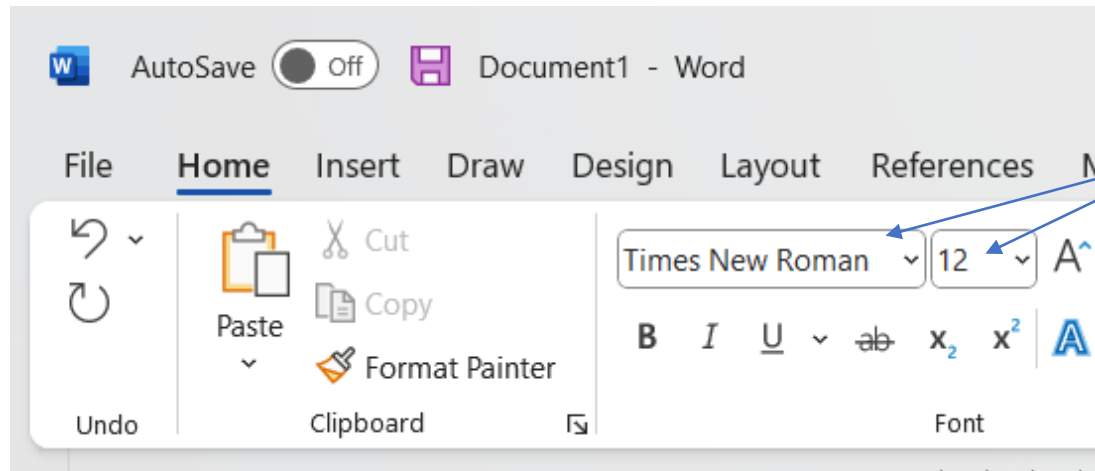 W AutoSave Off Document1 - Word
File Home Insert Draw Design Layout References
Cut
Times New Roman 12 A^
Copy
Paste
B I U ab x₂ x² A
Format Painter
Undo Clipboard Font